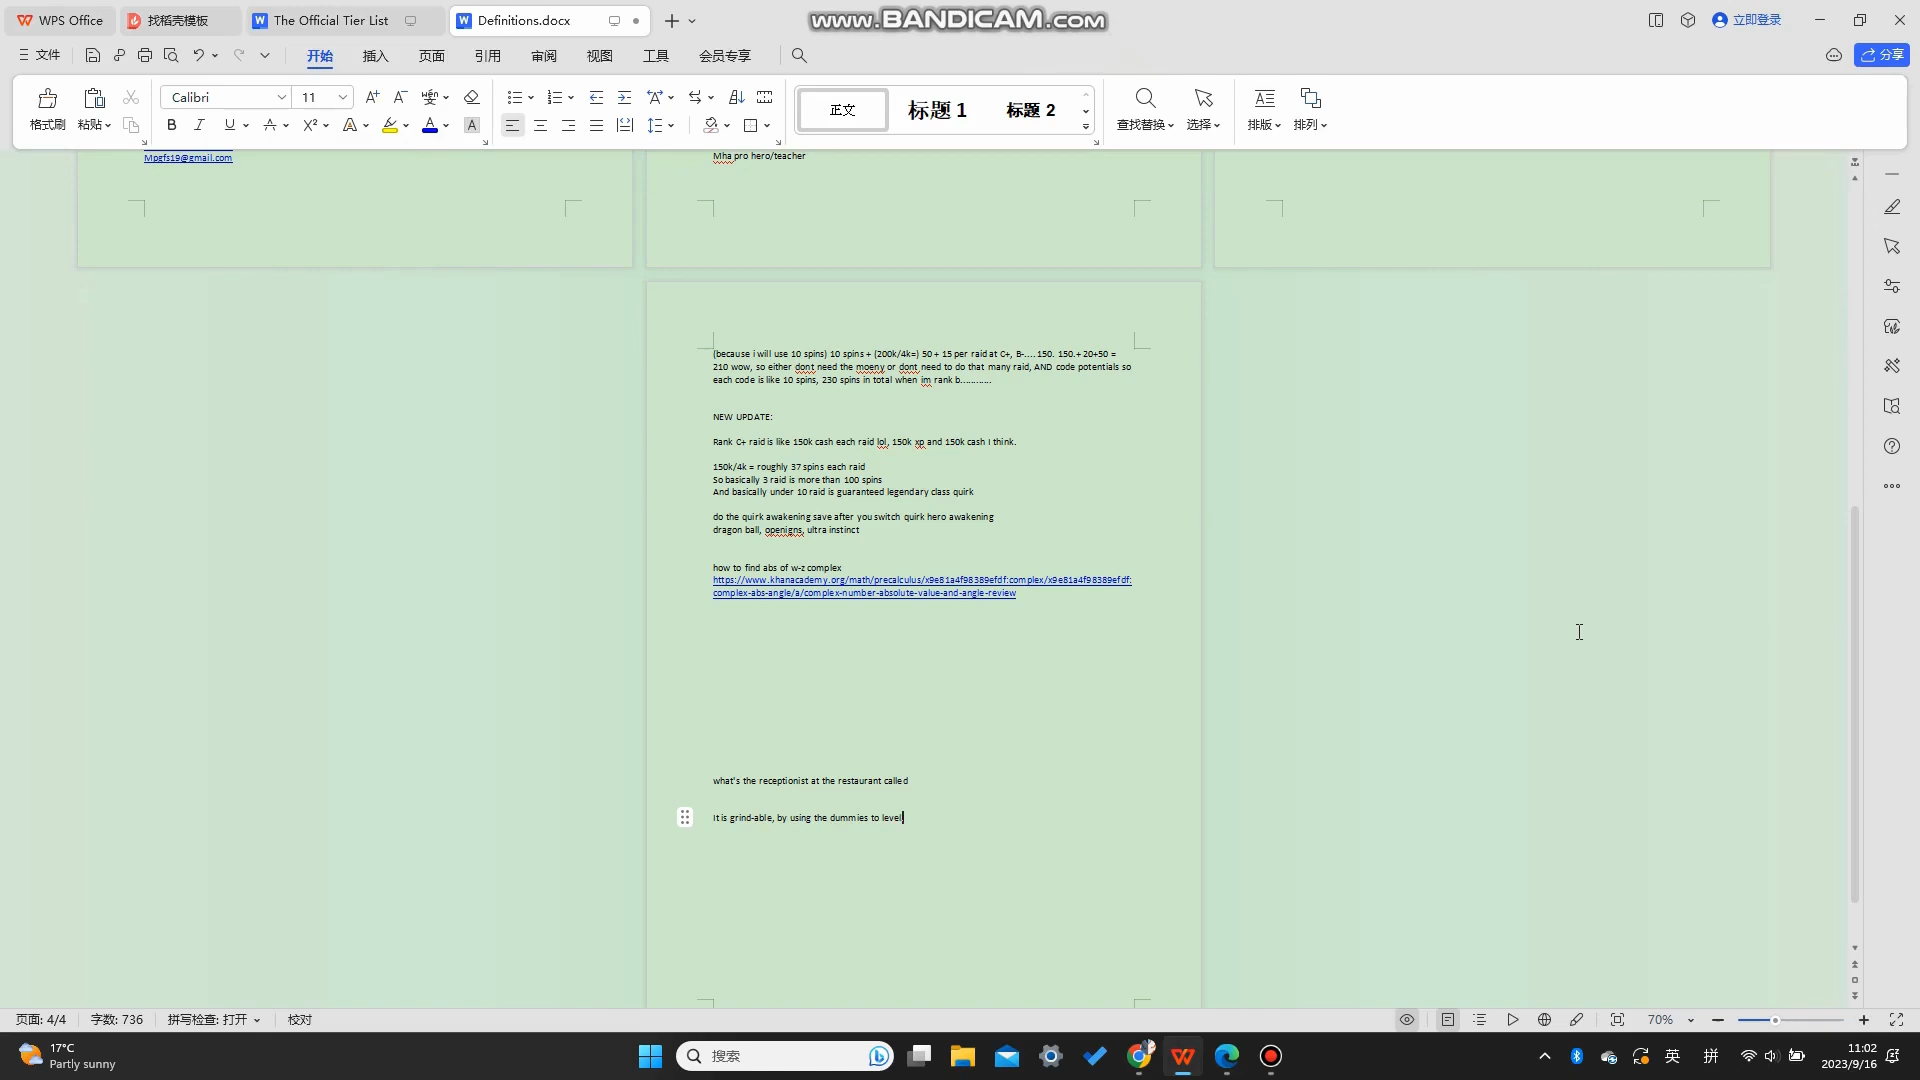 WPS Office
找稻壳模板
The Official Tier List
Definitions.docx
www.BANDICAM.com
立即登录
文件
开始
插入
页面
引用
审阅
视图
工具
会员专享
分享
格式刷
粘贴
Calibri
11
正文
标题 1
标题 2
查找替换
选择
排版
排列
Mpgfs19@gmail.com
Mha pro hero/teacher
(because i will use 10 spins) 10 spins + (200k/4k=) 50 + 15 per raid at C+, B-.... 150. 150.+ 20+50 =
210 wow, so either dont need the moeny or dont need to do that many raid, AND code potentials so
each code is like 10 spins, 230 spins in total when im rank b............
NEW UPDATE:
Rank C+ raid is like 150k cash each raid lol, 150k xp and 150k cash I think.
150k/4k = roughly 37 spins each raid
So basically 3 raid is more than 100 spins
And basically under 10 raid is guaranteed legendary class quirk
do the quirk awakening save after you switch quirk hero awakening
dragon ball, openigns, ultra instinct
how to find abs of w-z complex
https://www.khanacademy.org/math/precalculus/x9e81a4f98389efdf:complex/x9e81a4f98389efdf:
complex-abs-angle/a/complex-number-absolute-value-and-angle-review
what's the receptionist at the restaurant called
It is grind-able, by using the dummies to level
页面: 4/4
字数: 736
拼写检查: 打开
校对
70%
17°C
Partly sunny
搜索
英
拼
11:02
2023/9/16